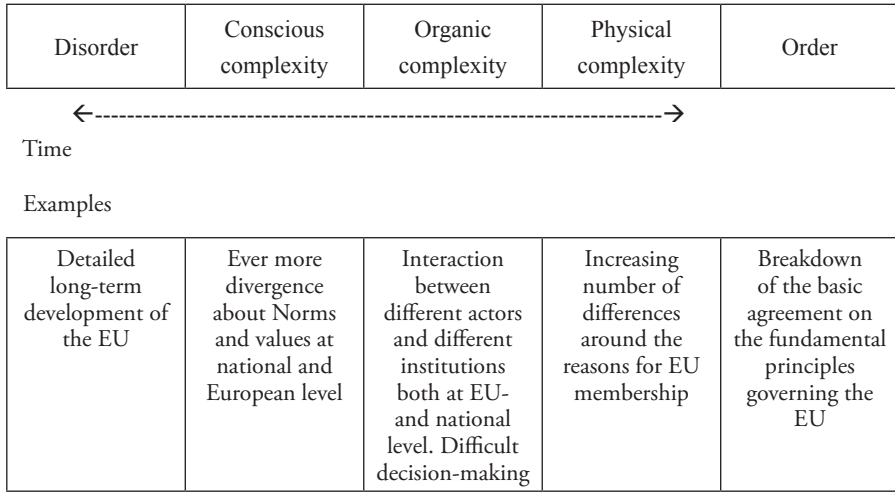 Disorder
Conscious
complexity
Organic
complexity
Physical
complexity
Order
Time
Examples
Detailed
long-term
development of
the EU
Ever more
divergence
about Norms
and values at
national and
European level
Interaction
between
different actors
and different
institutions
both at EU-
and national
level. Difficult
decision-making
Increasing
number of
differences
around the
reasons for EU
membership
Breakdown
of the basic
agreement on
the fundamental
principles
governing the
EU